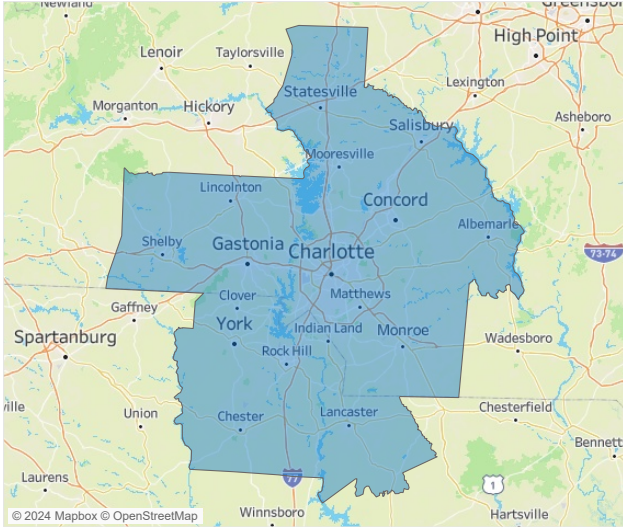 Newland
Greensboro
High Point
Lenoir
Taylorsville
Statesville
Lexington
Morganton
Hickory
Asheboro
Salisbury
Mooresville
Lincolnton
Concord
Albemarle
Shelby
Gastonia
Charlotte
73-74
Clover
Matthews
Gaffney
York
Indian Land
Monroe
Spartanburg
Rock Hill
Wadesboro
ville
Union
Chester
Lancaster
Chesterfield
Bennett
Laurens
77
1
Winnsboro
Hartsville
© 2024 Mapbox © OpenStreetMap